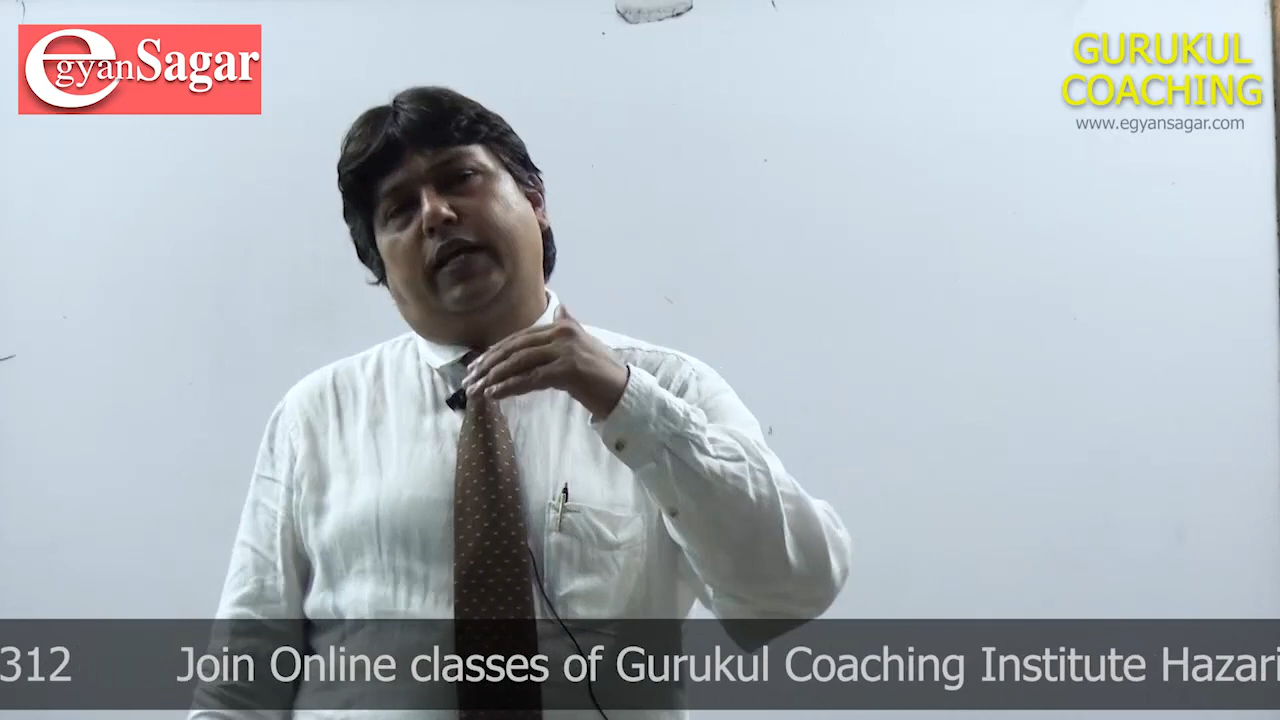 egyanSagar
GURUKUL
COACHING
www.egyansagar.com
312 Join Online classes of Gurukul Coaching Institute Hazari